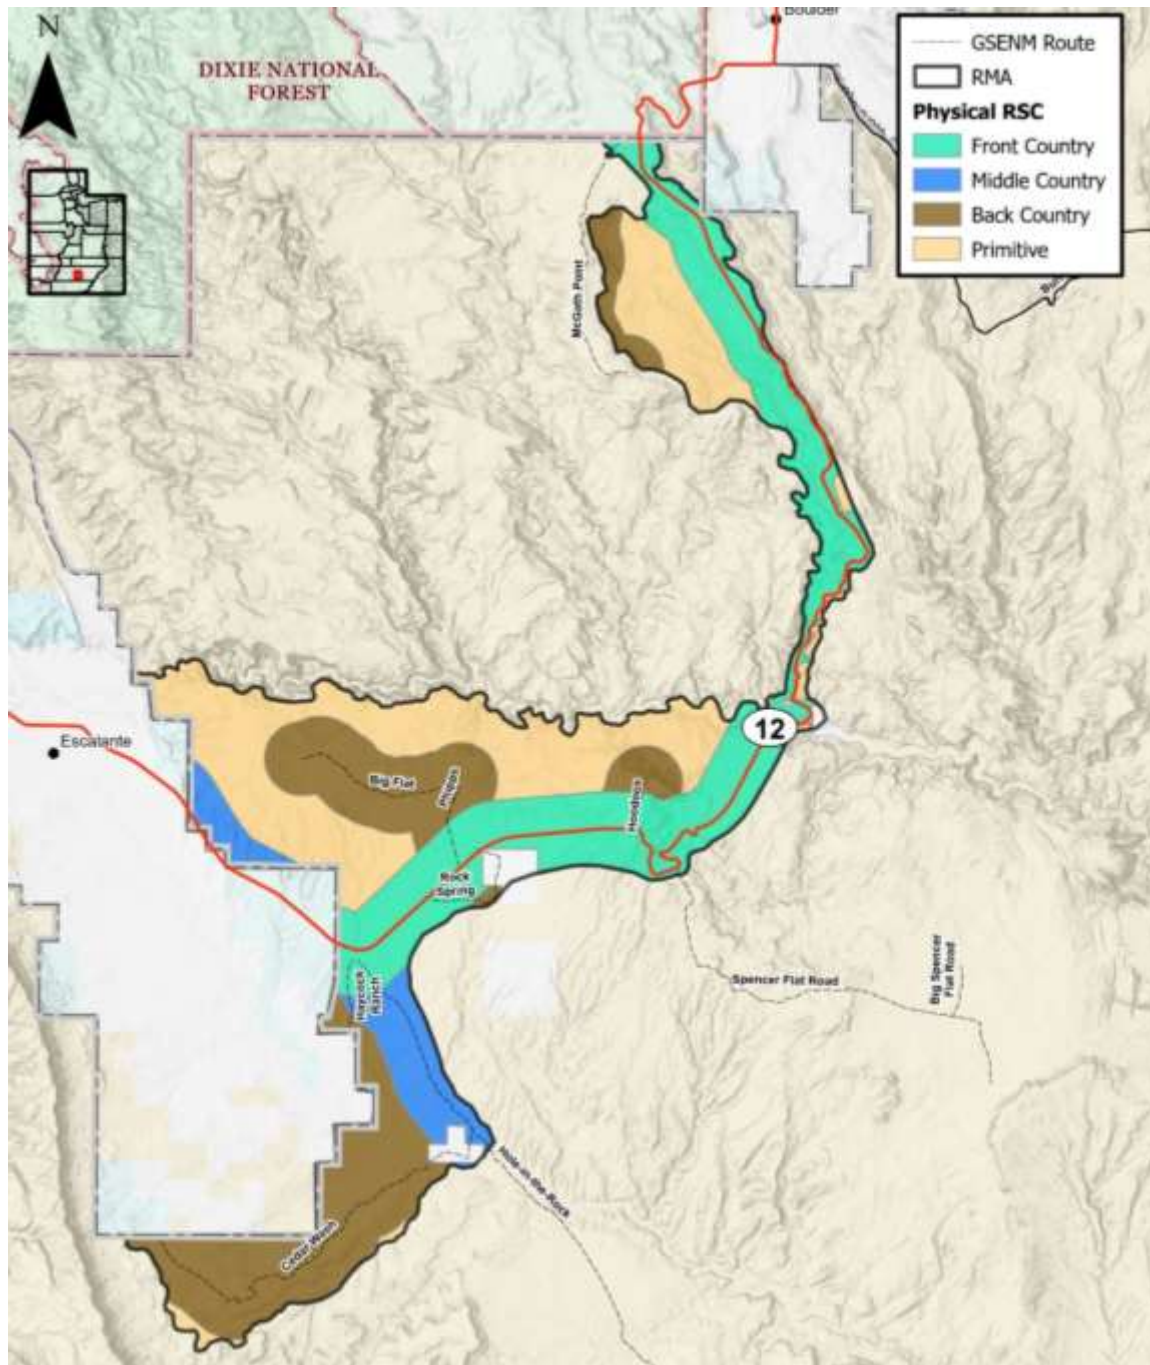 N
DIXIE NATIONAL
FOREST
Boulder
GSENM Route
RMA
Physical RSC
Front Country
Middle Country
Back Country
Primitive
McGath Point
Escalante
12
Big Flat
Phipps
Hoodoos
Rock
Spring
Haycock
Ranch
Spencer Flat Road
Big Spencer
Flat Road
Hole-in-the-Rock
Cedar Wash